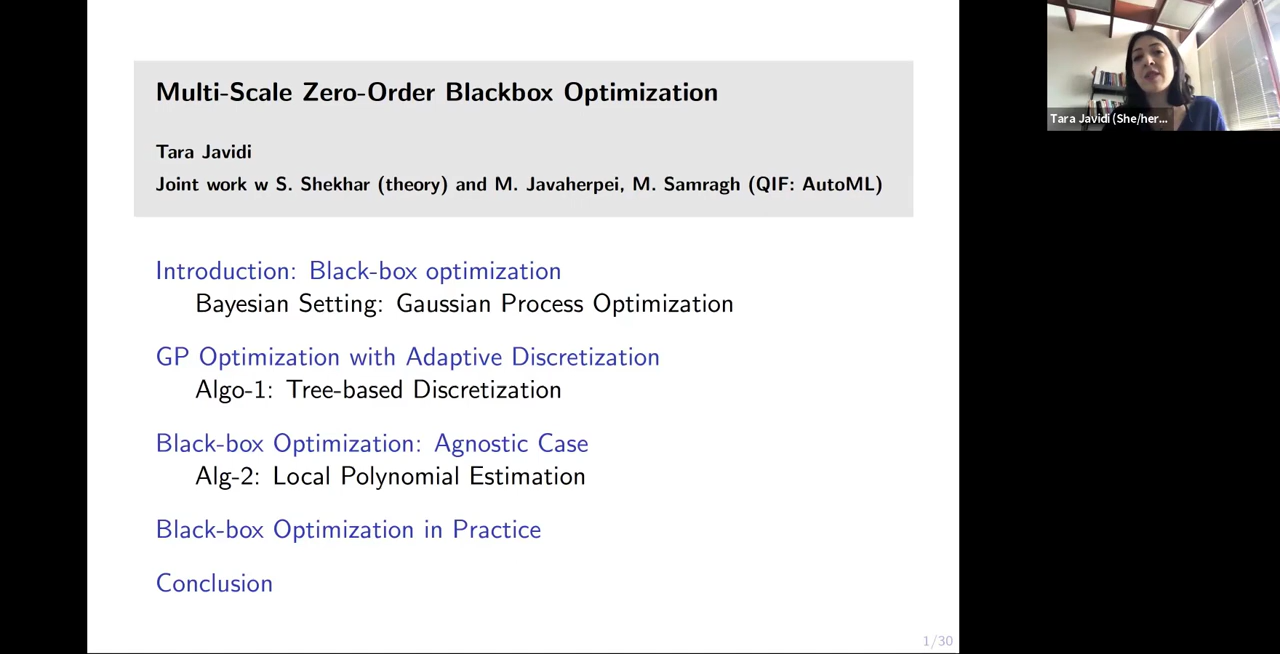 Multi-Scale Zero-Order Blackbox Optimization
Tara Javidi
Joint work w S. Shekhar (theory) and M. Javaherpei, M. Samragh (QIF: AutoML)
Introduction: Black-box optimization
Bayesian Setting: Gaussian Process Optimization
GP Optimization with Adaptive Discretization
Algo-1: Tree-based Discretization
Black-box Optimization: Agnostic Case
Alg-2: Local Polynomial Estimation
Black-box Optimization in Practice
Conclusion
1/30
Tara Javidi (She/her...